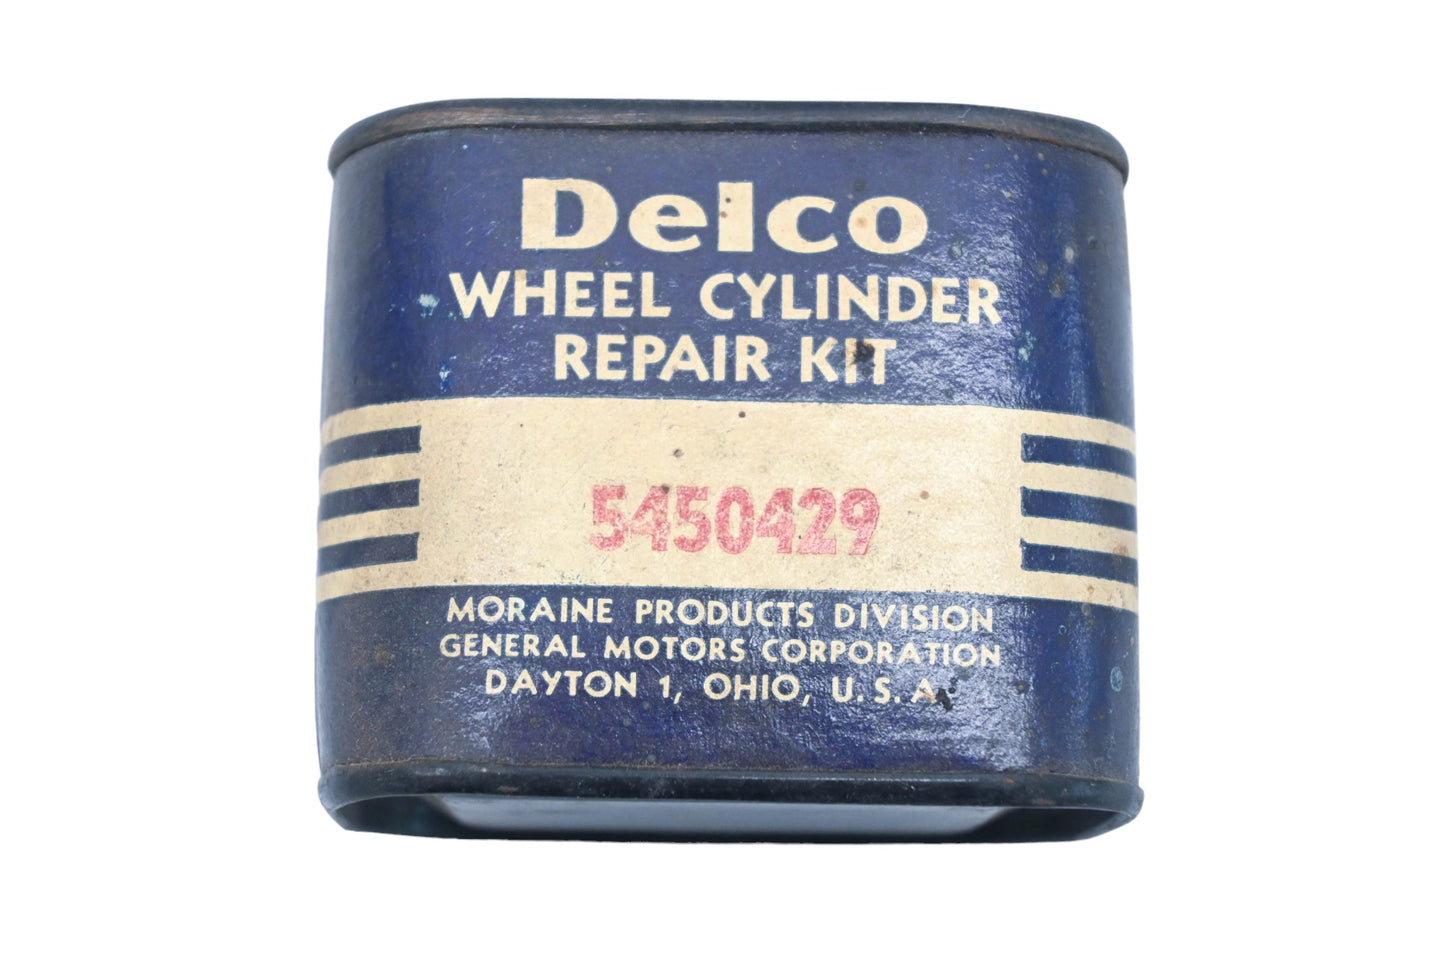 Delco
WHEEL CYLINDER
REPAIR KIT
5450429
MORAINE PRODUCTS DIVISION
GENERAL MOTORS CORPORATION
DAYTON 1, OHIO, U.S.A.